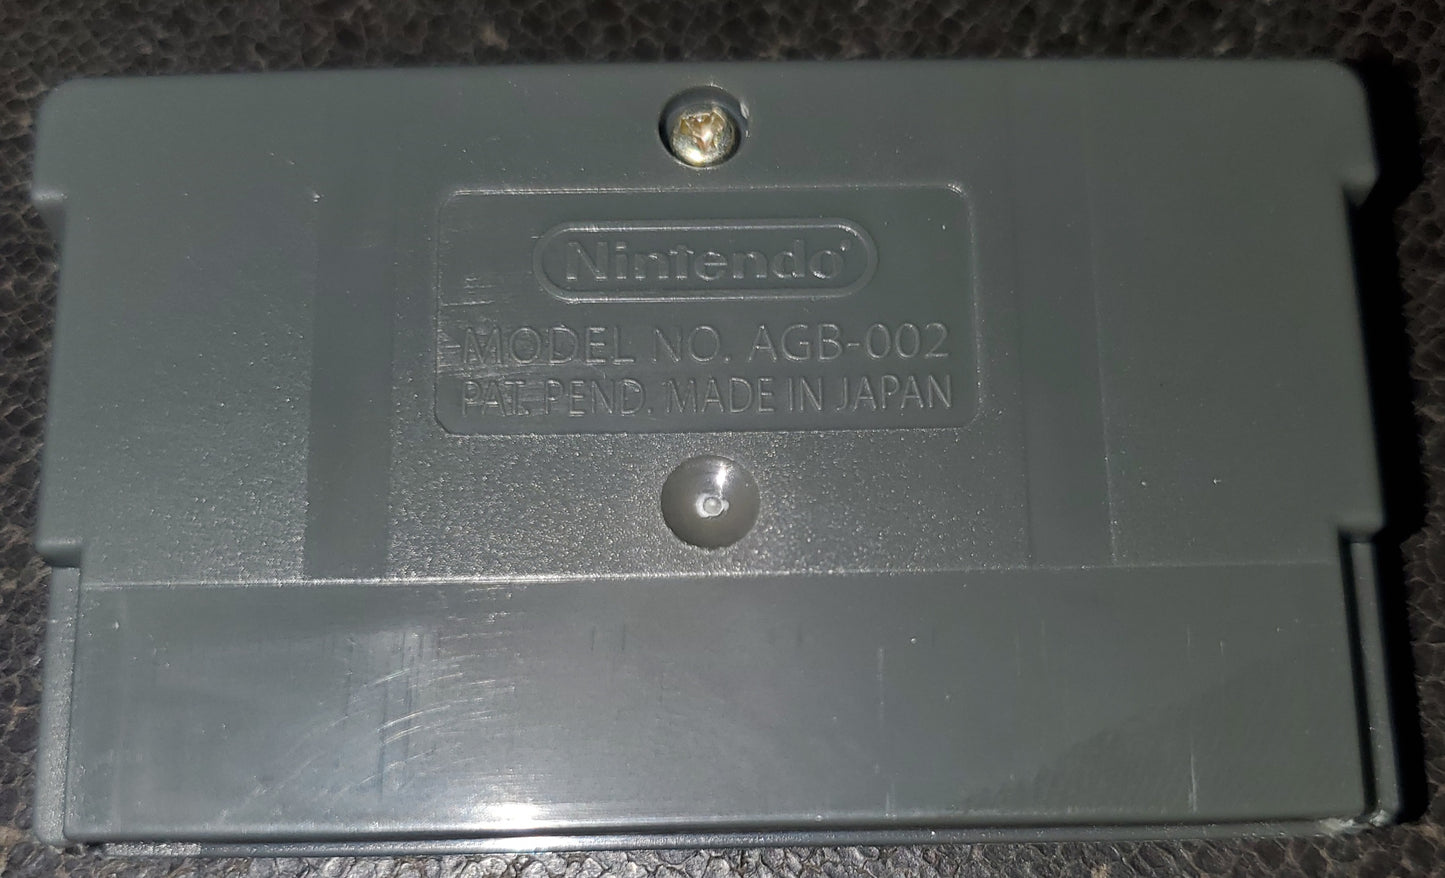 Nintendo
MODEL NO. AGB-002
PAT. PEND. MADE IN JAPAN